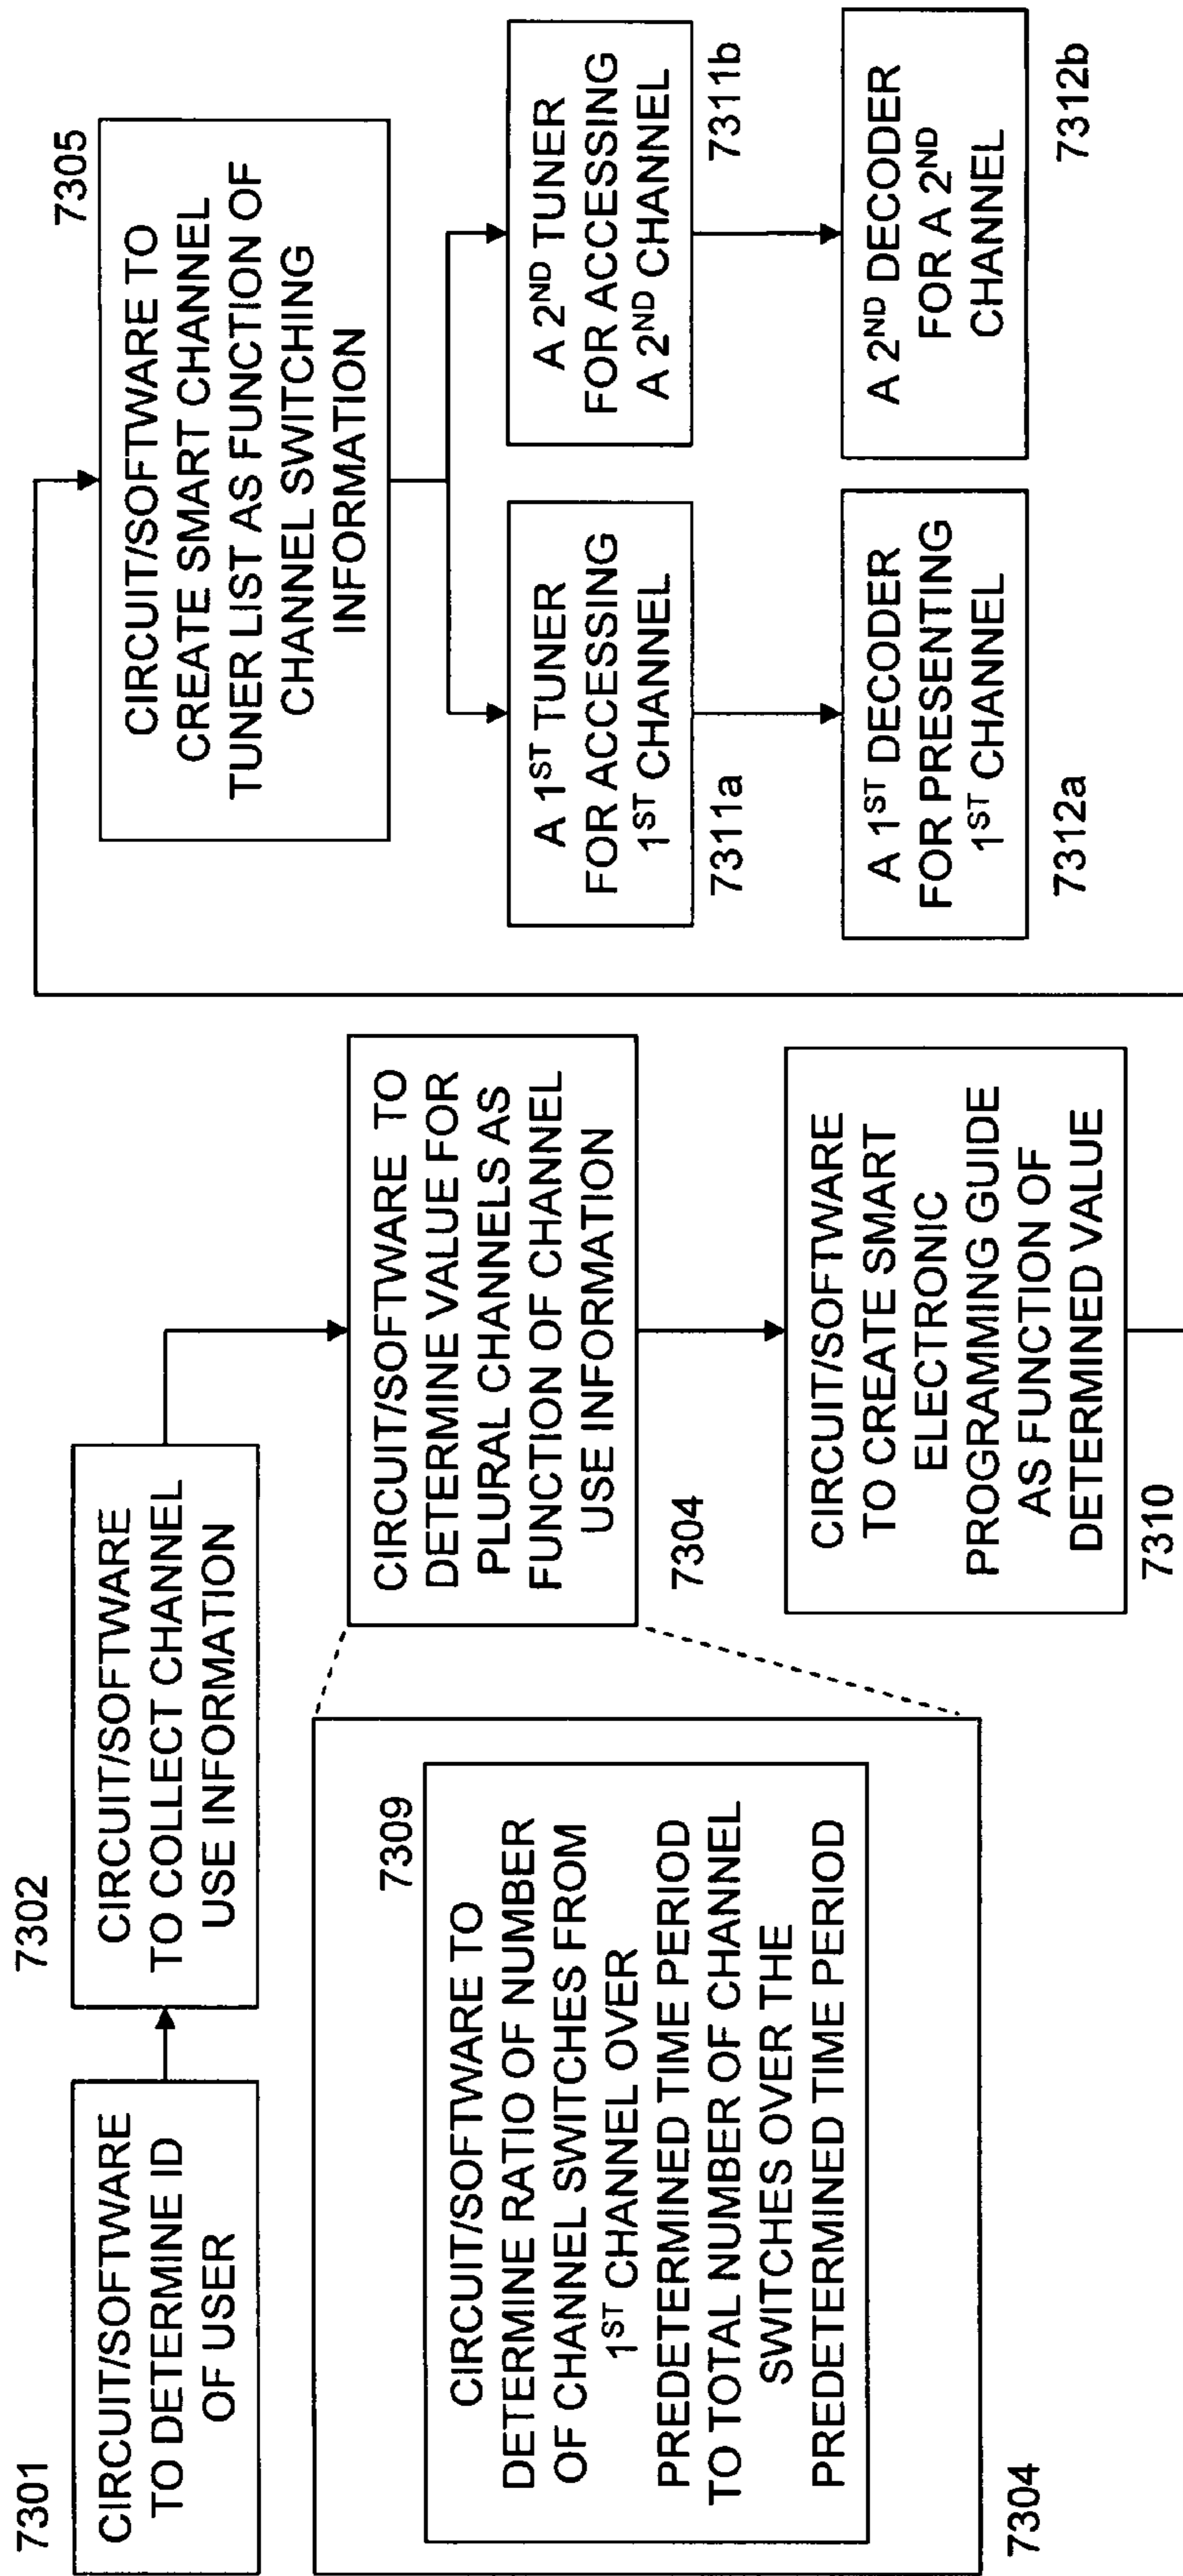 7301
CIRCUIT/SOFTWARE
TO DETERMINE ID
OF USER
7302
CIRCUIT/SOFTWARE
TO COLLECT CHANNEL
USE INFORMATION
7309
CIRCUIT/SOFTWARE TO
DETERMINE RATIO OF NUMBER
OF CHANNEL SWITCHES FROM
1ST CHANNEL OVER
PREDETERMINED TIME PERIOD
TO TOTAL NUMBER OF CHANNEL
SWITCHES OVER THE
PREDETERMINED TIME PERIOD
7304
CIRCUIT/SOFTWARE TO
DETERMINE VALUE FOR
PLURAL CHANNELS AS
FUNCTION OF CHANNEL
USE INFORMATION
7304
CIRCUIT/SOFTWARE
TO CREATE SMART
ELECTRONIC
PROGRAMMING GUIDE
AS FUNCTION OF
DETERMINED VALUE
7310
7305
CIRCUIT/SOFTWARE TO
CREATE SMART CHANNEL
TUNER LIST AS FUNCTION OF
CHANNEL SWITCHING
INFORMATION
A 1ST TUNER
FOR ACCESSING
1ST CHANNEL
7311a
A 2ND TUNER
FOR ACCESSING
A 2ND CHANNEL
7311b
A 1ST DECODER
FOR PRESENTING
1ST CHANNEL
7312a
A 2ND DECODER
FOR A 2ND
CHANNEL
7312b